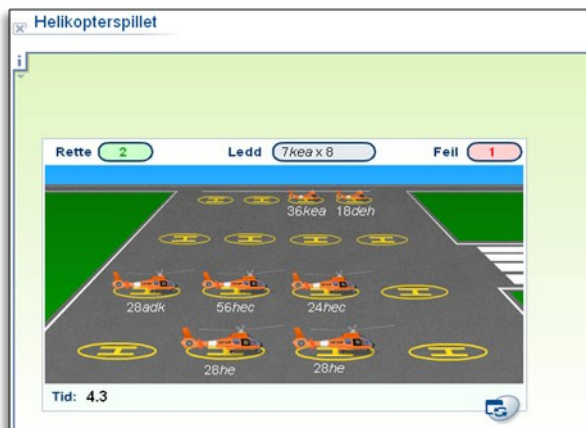 Helikopterspillet
i
Rette 2 Ledd 7kea x 8 Feil 1
36kea 18deh
28adk 56hec 24hec
28he 28he
Tid: 4.3